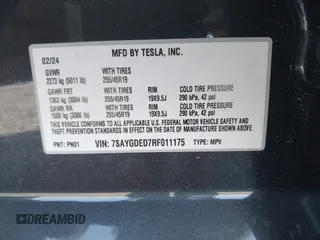 MFD BY TESLA, INC.
02/24
GVWR WITH TIRES
2273 kg (5011 lb) 255/45R19
GAWR FRT WITH TIRES RIM COLD TIRE PRESSURE
1363 kg (3004 lb) 255/45R19 19X9.5J 290 kPa, 42 psi
GAWR RR WITH TIRES RIM COLD TIRE PRESSURE
1500 kg (3306 lb) 255/45R19 19X9.5J 290 kPa, 42 psi
THIS VEHICLE CONFORMS TO ALL APPLICABLE FEDERAL MOTOR VEHICLE
SAFETY AND THEFT PREVENTION STANDARDS IN EFFECT ON THE DATE OF
MANUFACTURE SHOWN ABOVE.
PNT: PN01 VIN: 7SAYGDED7RF011175 TYPE: MPV
DREAMBID